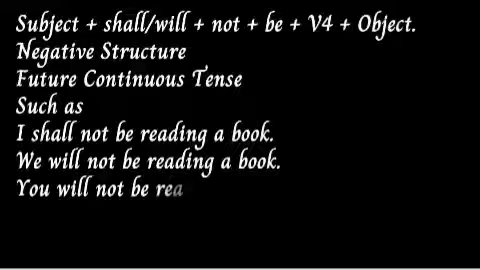 Subject + shall/will + not + be + V4 + Object.
Negative Structure
Future Continuous Tense
Such as
I shall not be reading a book.
We will not be reading a book.
You will not be rea